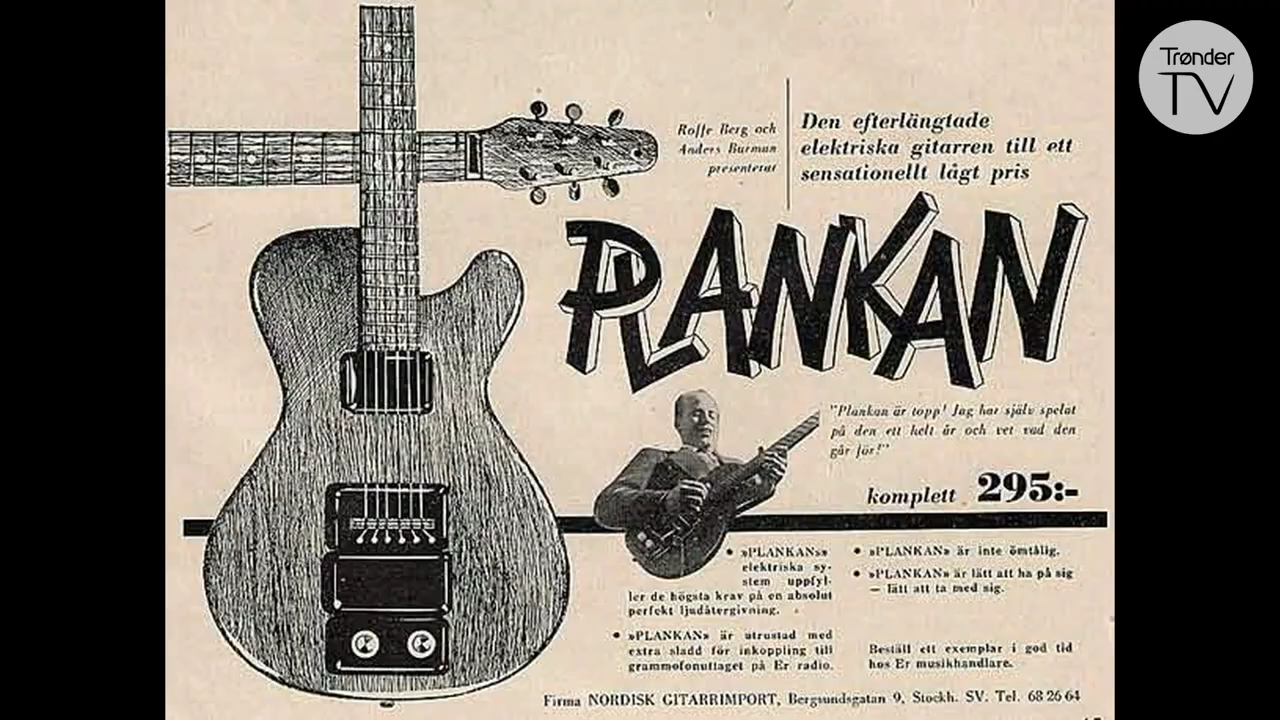 Trønder
TV
Rolf Berg och
Anders Burman
presenterar
Den efterlängtade
elektriska gitarren till ett
sensationellt lågt pris
PLANKAN
"Plankan är topp! Jag har själv spelat
på den ett helt år och vet vad den
går för!"
komplett 295:-
• »PLANKANs»
elektriska sy-
stem uppfyl-
ler de högsta krav på en absolut
perfekt ljudåtergivning.
• »PLANKAN» är utrustad med
extra sladd för inkoppling till
grammofonuttaget på Er radio.
• »PLANKAN» är inte ömtålig.
• »PLANKAN» är lätt att ha på sig
— lätt att ta med sig.
Beställ ett exemplar i god tid
hos Er musikhandlare.
Firma NORDISK GITARRIMPORT, Bergsundsgatan 9, Stockh. SV. Tel. 68 26 64